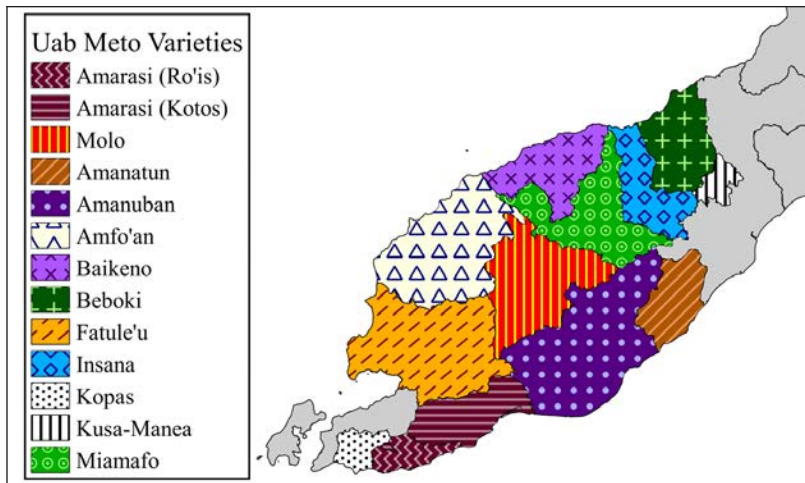 Uab Meto Varieties
Amarasi (Ro'is)
Amarasi (Kotos)
Molo
Amanatun
Amanuban
Amfo'an
Baikeno
Beboki
Fatule'u
Insana
Kopas
Kusa-Manea
Miamafo